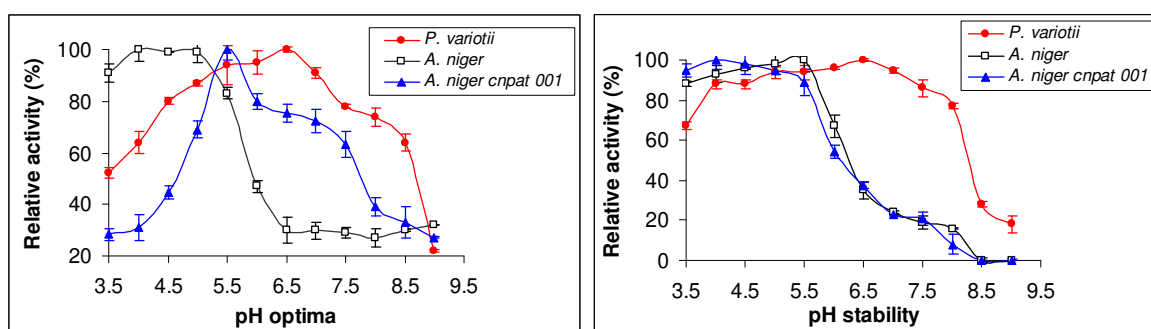 P. variotii
A. niger
A. niger cnpat 001
Relative activity (%)
100
80
60
40
20
3.5 4.5 5.5 6.5 7.5 8.5 9.5
pH optima
P. variotii
A. niger
A. niger cnpat 001
Relative activity (%)
100
80
60
40
20
0
3.5 4.5 5.5 6.5 7.5 8.5 9.5
pH stability